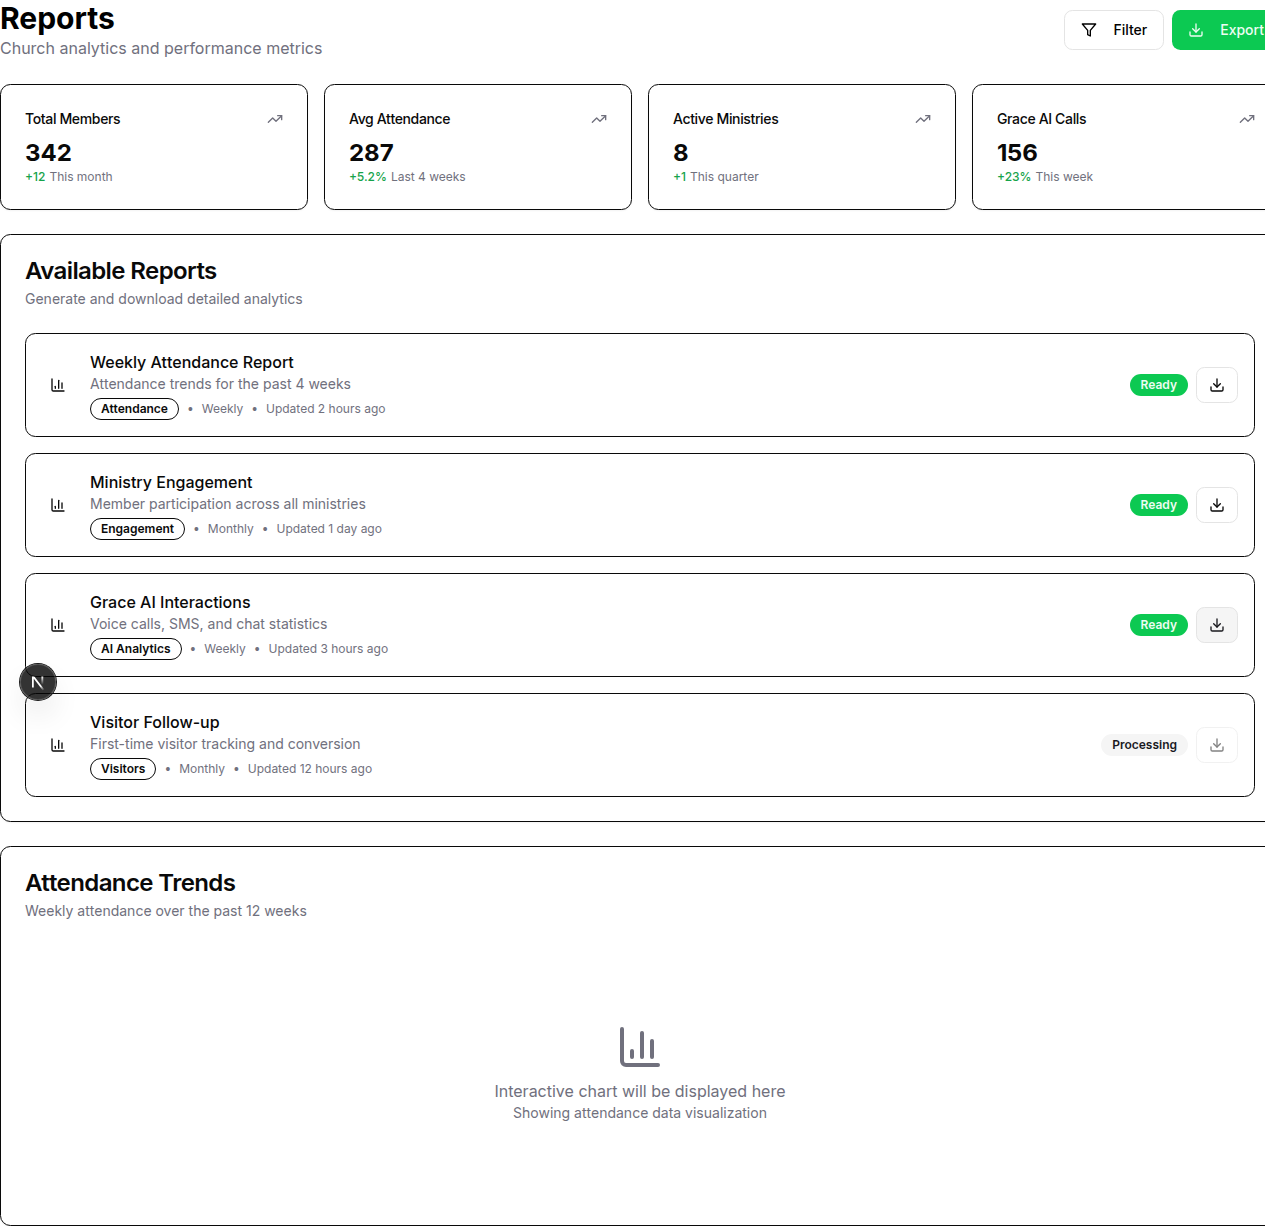 Reports
Church analytics and performance metrics
Filter
Export
Total Members
342
+12 This month
Avg Attendance
287
+5.2% Last 4 weeks
Active Ministries
8
+1 This quarter
Grace AI Calls
156
+23% This week
Available Reports
Generate and download detailed analytics
Weekly Attendance Report
Attendance trends for the past 4 weeks
Attendance • Weekly • Updated 2 hours ago
Ready
Ministry Engagement
Member participation across all ministries
Engagement • Monthly • Updated 1 day ago
Ready
Grace AI Interactions
Voice calls, SMS, and chat statistics
AI Analytics • Weekly • Updated 3 hours ago
Ready
N
Visitor Follow-up
First-time visitor tracking and conversion
Visitors • Monthly • Updated 12 hours ago
Processing
Attendance Trends
Weekly attendance over the past 12 weeks
Interactive chart will be displayed here
Showing attendance data visualization